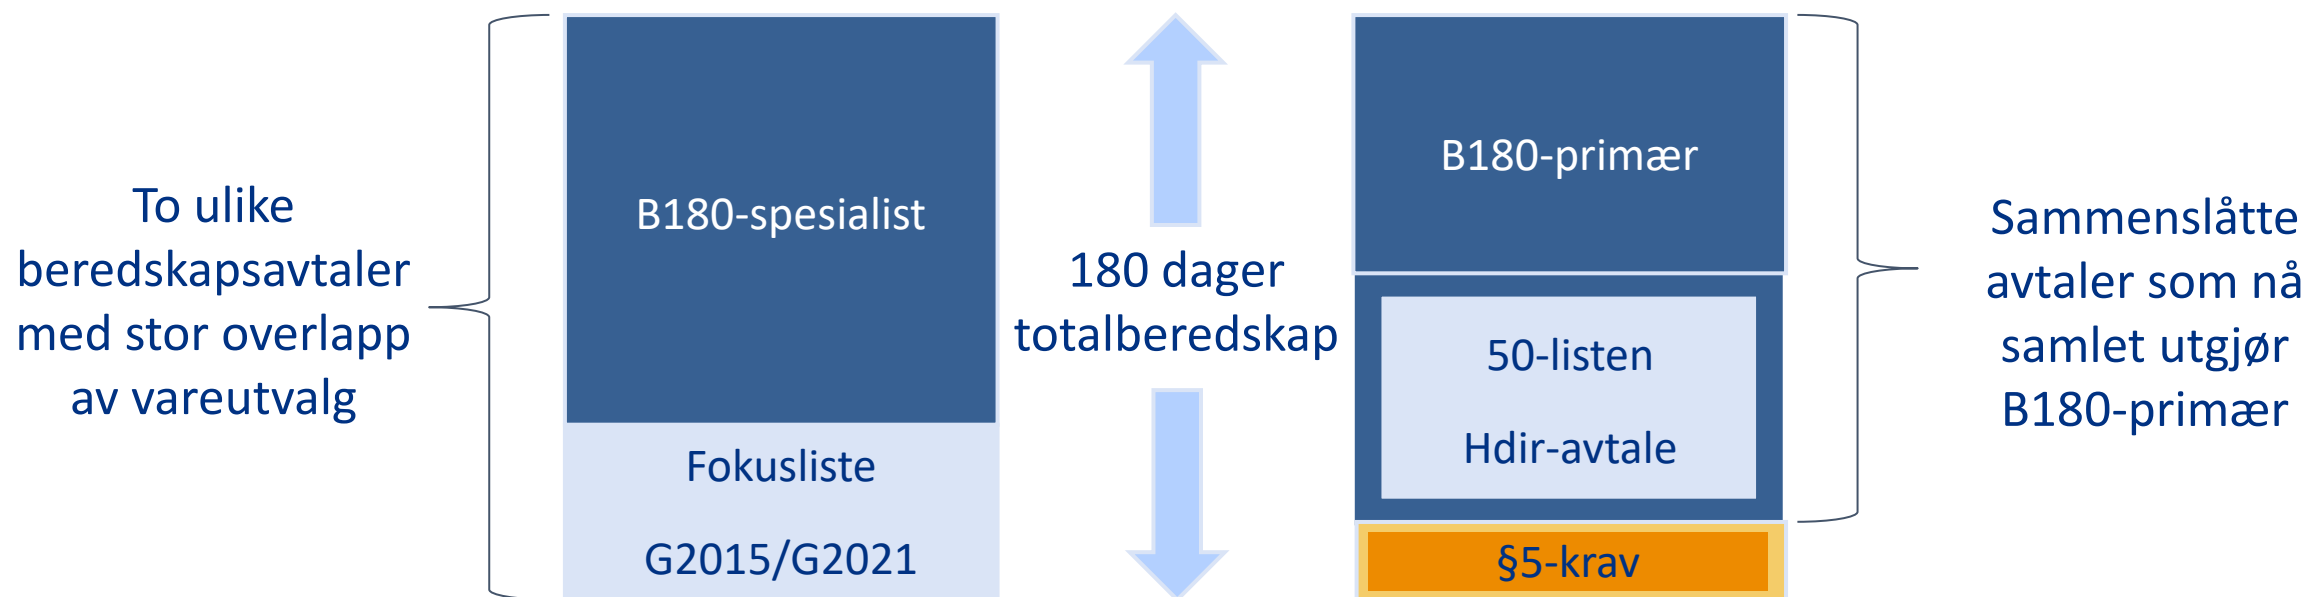 To ulike
beredskapsavtaler
med stor overlapp
av vareutvalg
B180-spesialist
Fokusliste
G2015/G2021
180 dager
totalberedskap
B180-primær
50-listen
Hdir-avtale
§5-krav
Sammenslåtte
avtaler som nå
samlet utgjør
B180-primær